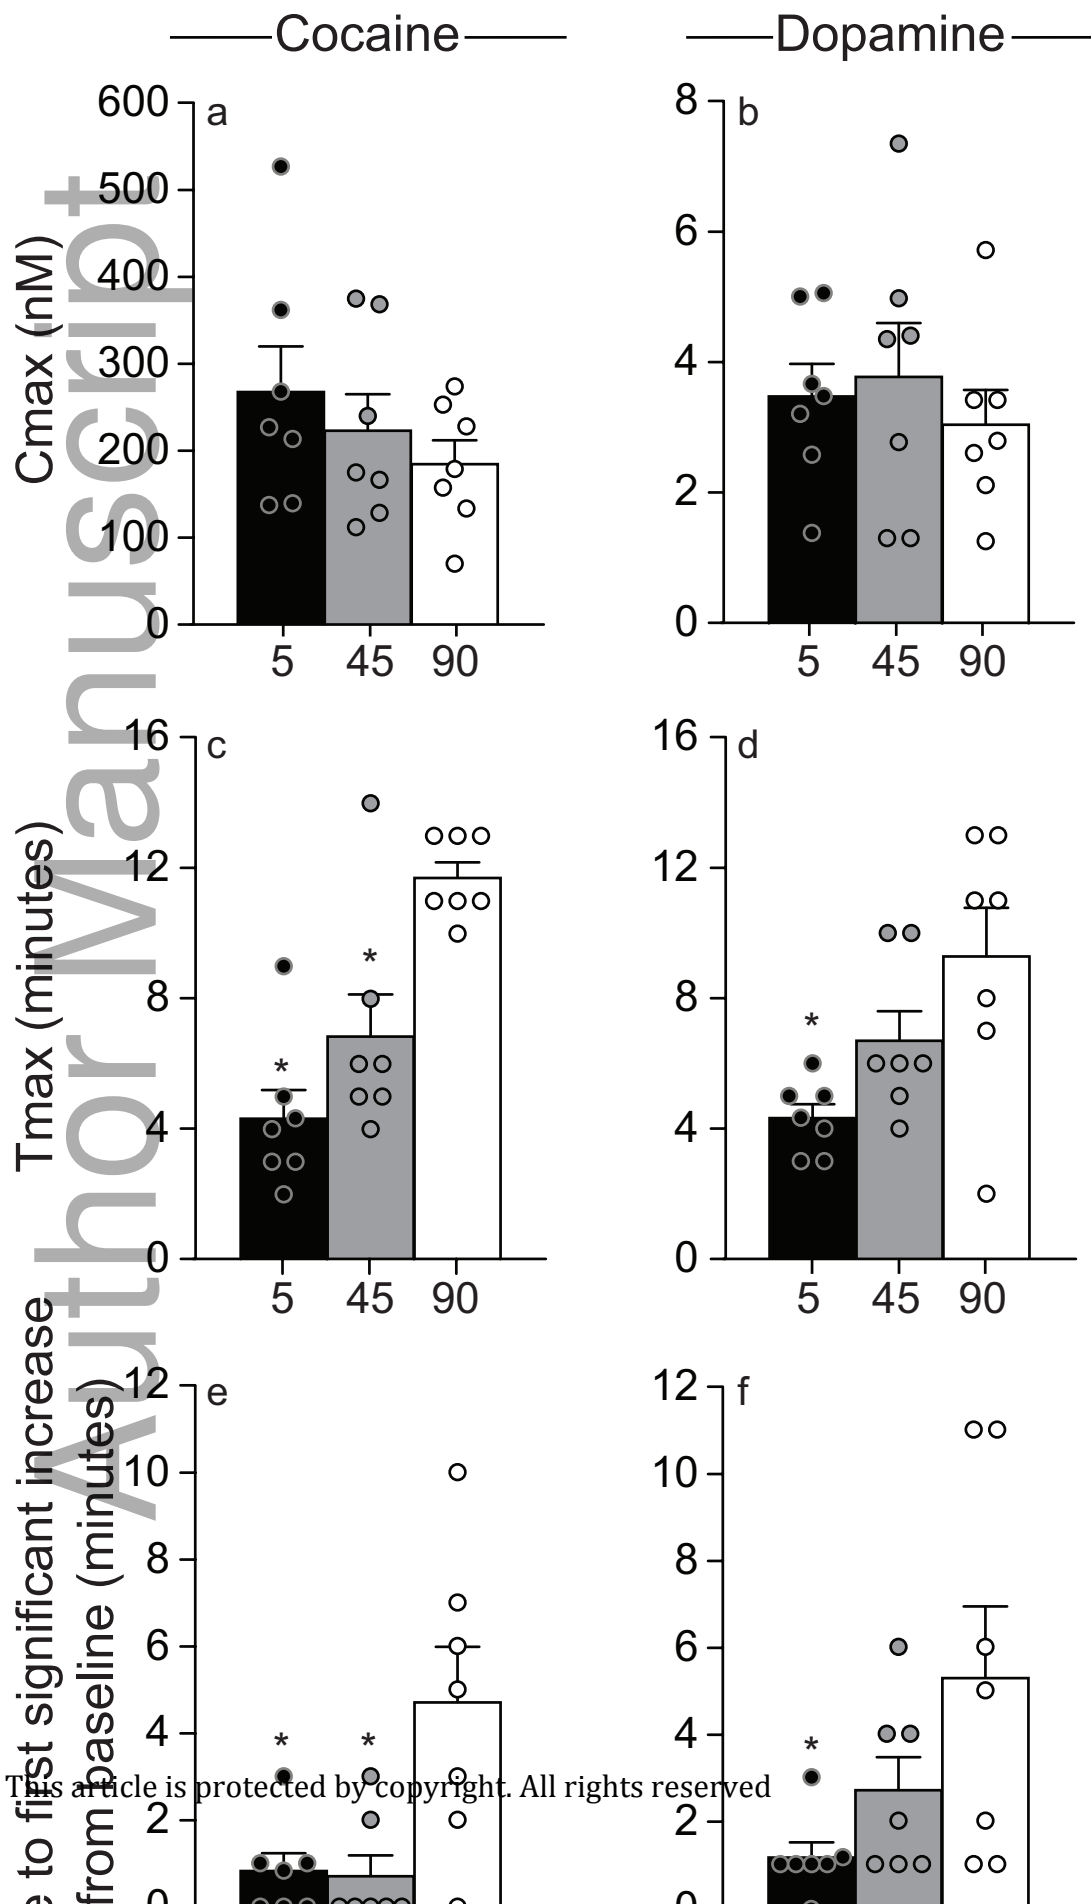 Cocaine
Dopamine
Author Manuscript
Cmax (nM)
a
600
500
400
300
200
100
0
5 45 90
b
8
6
4
2
0
5 45 90
Tmax (minutes)
c
16
12
8
4
0
*
*
5 45 90
d
16
12
8
4
0
*
5 45 90
to first significant increase
from baseline (minutes)
e
12
10
8
6
4
2
0
* *
f
12
10
8
6
4
2
0
*
This article is protected by copyright. All rights reserved